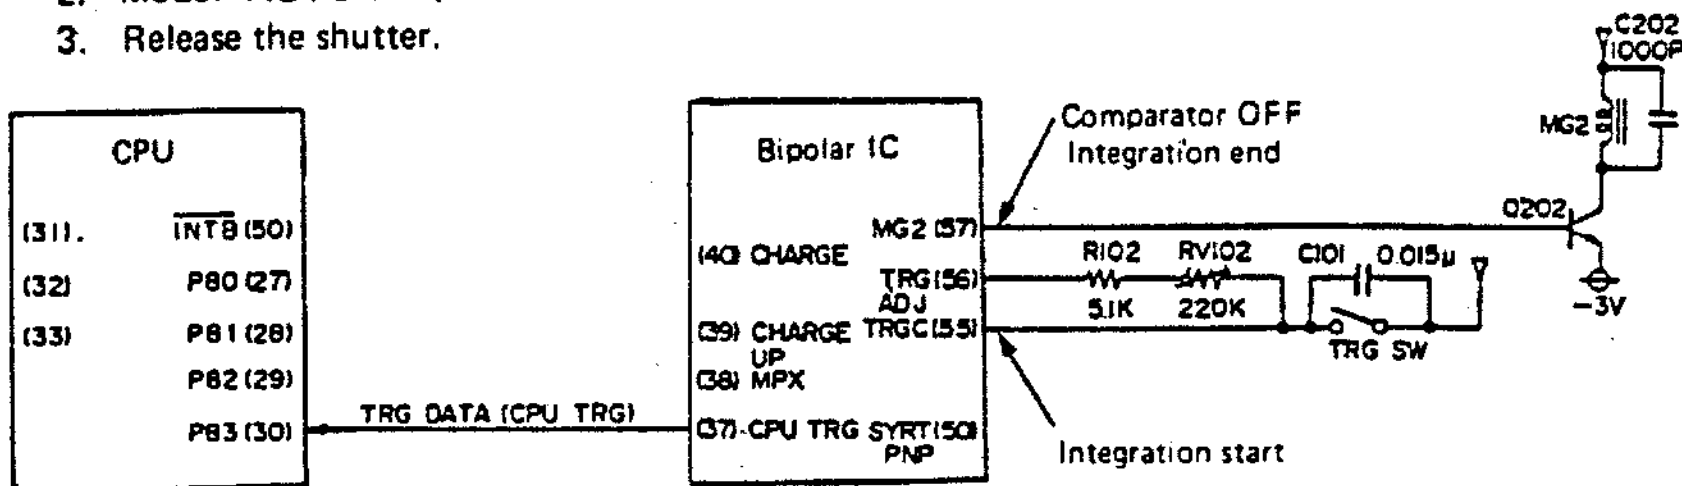 2.
3. Release the shutter.
C202
1000P
MG2
CPU
Bipolar IC
Comparator OFF
Integration end
Q202
-3V
(31).
(32)
(33)
(50)
P80 (27)
P81 (28)
P82 (29)
P83 (30)
TRG DATA (CPU TRG)
MG2 (57)
(40) CHARGE
TRG (56)
ADJ
(39) CHARGE
UP
TRGC (55)
(38) MPX
(37) CPU TRG
SYRT (50)
PNP
R102
5.1K
RV102
220K
C101
0.015μ
TRG SW
Integration start